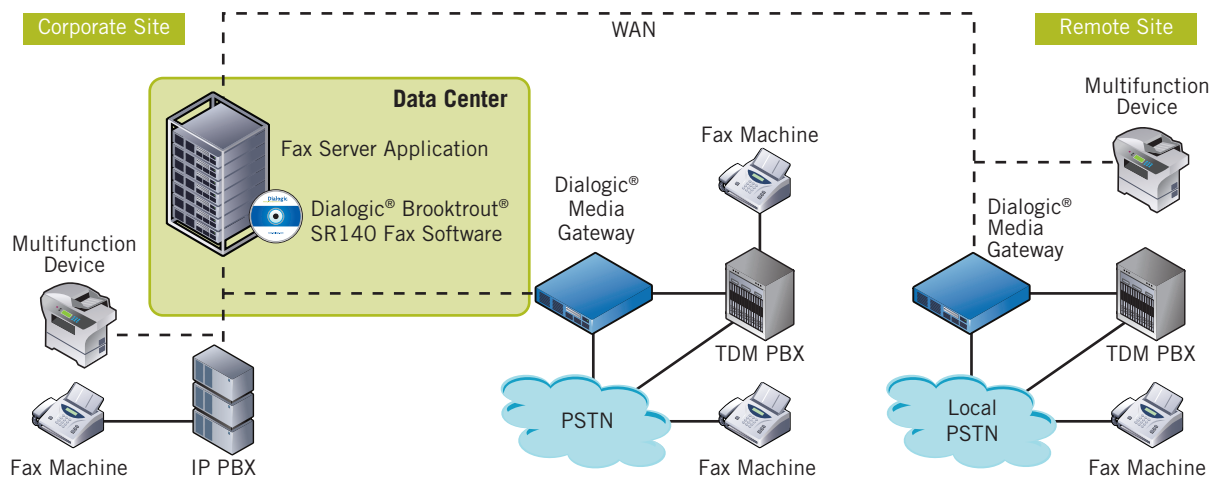 Corporate Site
WAN
Remote Site
Data Center
Fax Server Application
Dialogic® Brooktrout®
SR140 Fax Software
Dialogic
Multifunction
Device
Fax Machine
IP PBX
Dialogic®
Media
Gateway
Fax Machine
TDM PBX
PSTN
Fax Machine
Multifunction
Device
Dialogic®
Media
Gateway
TDM PBX
Local
PSTN
Fax Machine